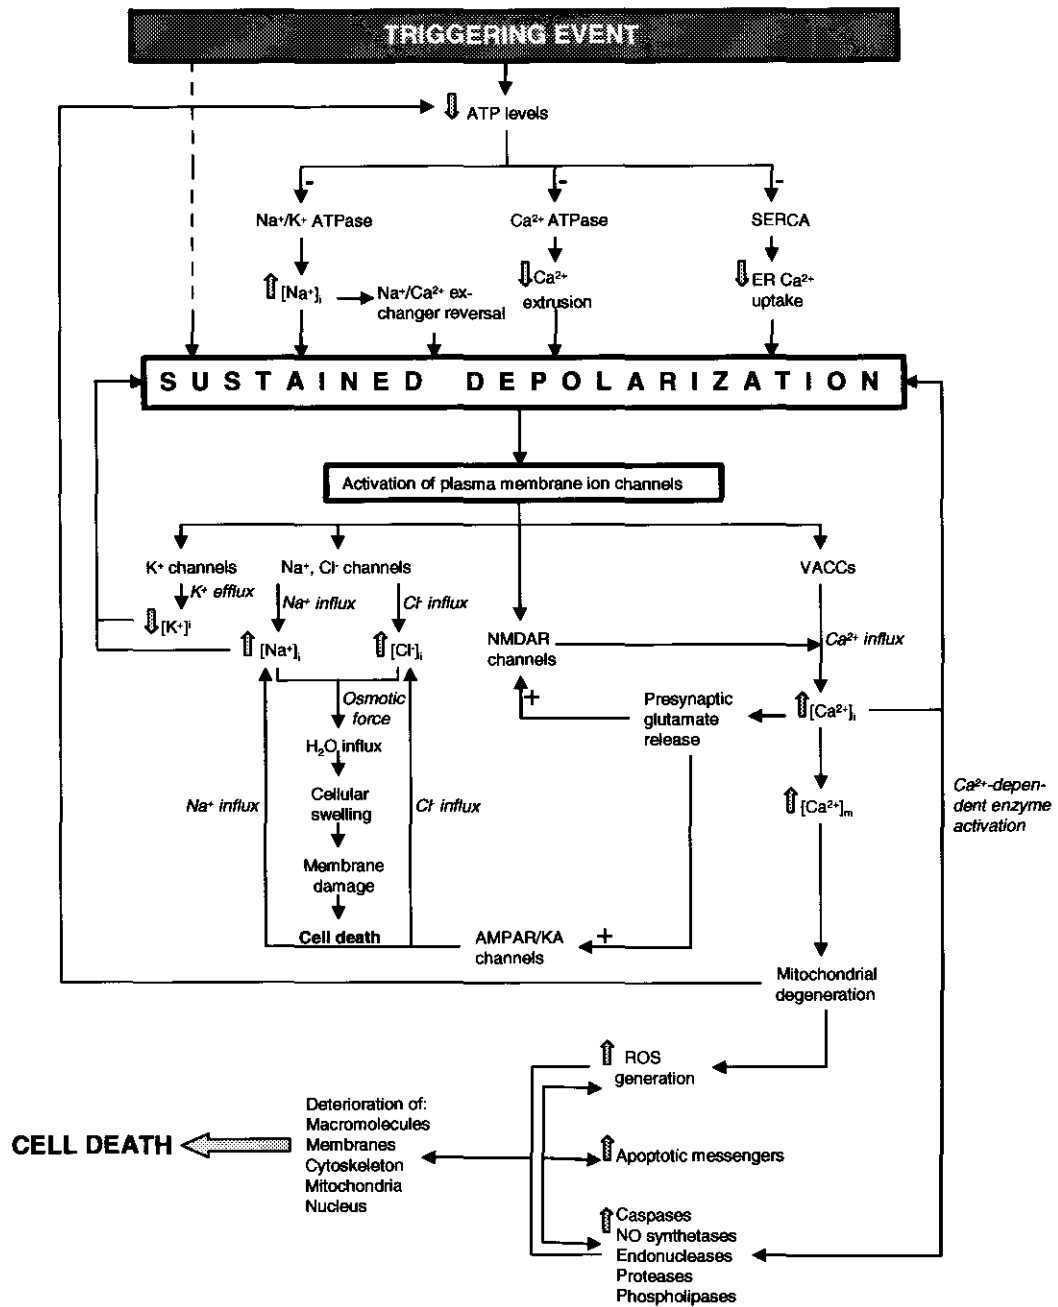 TRIGGERING EVENT
⇩ ATP levels
- - -
Na⁺/K⁺ ATPase
Ca²⁺ ATPase
SERCA
⇧ [Na⁺]ᵢ
Na⁺/Ca²⁺ ex-
changer reversal
⇩ Ca²⁺
extrusion
⇩ ER Ca²⁺
uptake
SUSTAINED DEPOLARIZATION
Activation of plasma membrane ion channels
K⁺ channels
Na⁺, Cl⁻ channels
VACCs
K⁺ efflux
Na⁺ influx
Cl⁻ influx
⇩ [K⁺]ⁱ
⇧ [Na⁺]ᵢ
⇧ [Cl⁻]ᵢ
NMDAR
channels
Ca²⁺ influx
+
Osmotic
force
Presynaptic
glutamate
release
⇧ [Ca²⁺]ᵢ
H₂O influx
Na⁺ influx
Cellular
swelling
Cl⁻ influx
⇧ [Ca²⁺]ₘ
Ca²⁺-depen-
dent enzyme
activation
Membrane
damage
Cell death
AMPAR/KA
channels
+
Mitochondrial
degeneration
⇧ ROS
generation
CELL DEATH
Deterioration of:
Macromolecules
Membranes
Cytoskeleton
Mitochondria
Nucleus
⇧ Apoptotic messengers
⇧ Caspases
NO synthetases
Endonucleases
Proteases
Phospholipases